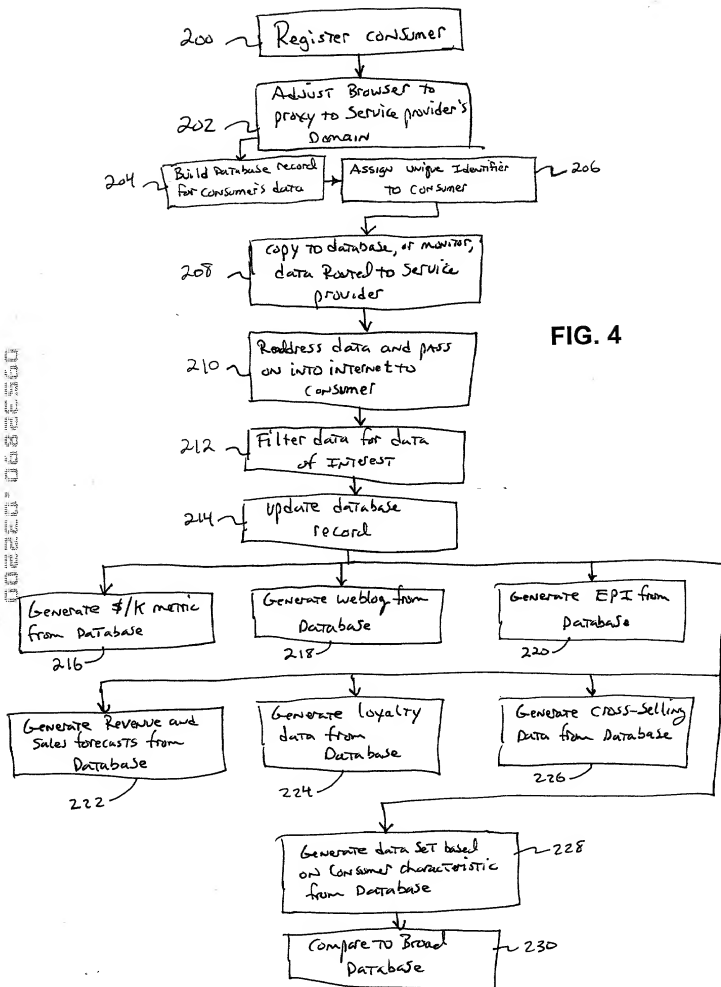 200
Register consumer
Adjust Browser to
proxy to Service provider's
Domain
202
204
Build Database record
for consumer's data
Assign unique Identifier
to Consumer
206
Copy to database, or monitor,
data Routed to Service
provider
208
FIG. 4
Readdress data and pass
on into internet to
Consumer
210
Filter data for data
of Interest
212
update database
record
214
Generate $/K metric
from Database
216
Generate weblog from
Database
218
Generate EPI from
Database
220
Generate Revenue and
Sales forecasts from
Database
222
Generate loyalty
data from
Database
224
Generate cross-selling
Data from Database
226
Generate data set based
on Consumer characteristic
from Database
228
Compare to Broad
Database
230